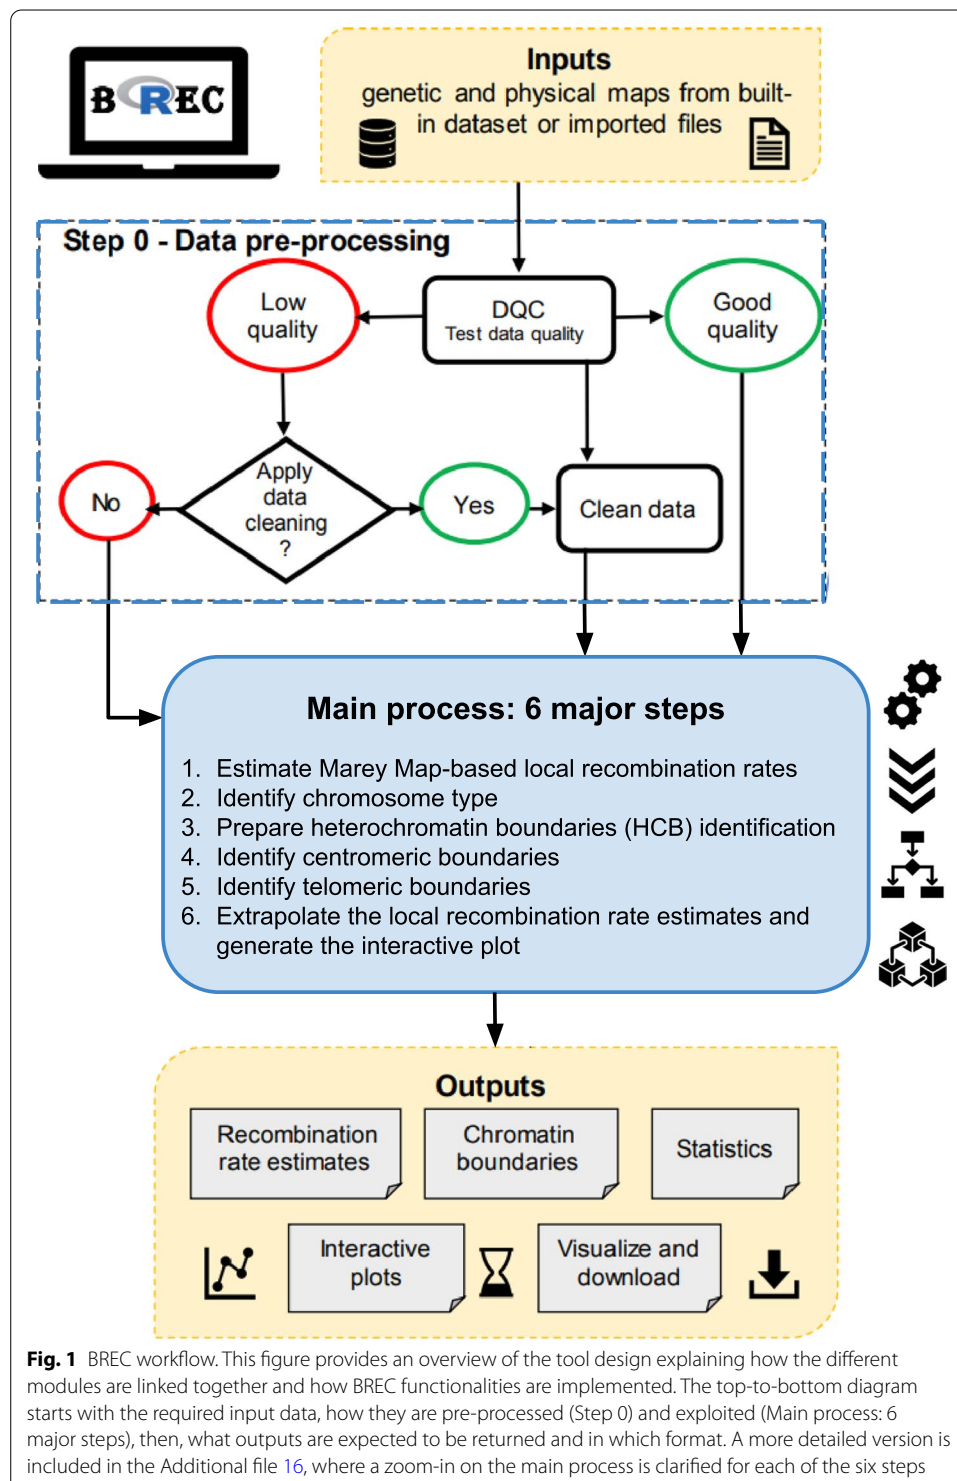 BREC
Inputs
genetic and physical maps from built-
in dataset or imported files
Step 0 - Data pre-processing
Low
quality
DQC
Test data quality
Good
quality
No
Apply
data
cleaning
?
Yes
Clean data
Main process: 6 major steps
1. Estimate Marey Map-based local recombination rates
2. Identify chromosome type
3. Prepare heterochromatin boundaries (HCB) identification
4. Identify centromeric boundaries
5. Identify telomeric boundaries
6. Extrapolate the local recombination rate estimates and
generate the interactive plot
Outputs
Recombination
rate estimates
Chromatin
boundaries
Statistics
Interactive
plots
Visualize and
download
Fig. 1 BREC workflow. This figure provides an overview of the tool design explaining how the different
modules are linked together and how BREC functionalities are implemented. The top-to-bottom diagram
starts with the required input data, how they are pre-processed (Step 0) and exploited (Main process: 6
major steps), then, what outputs are expected to be returned and in which format. A more detailed version is
included in the Additional file 16, where a zoom-in on the main process is clarified for each of the six steps